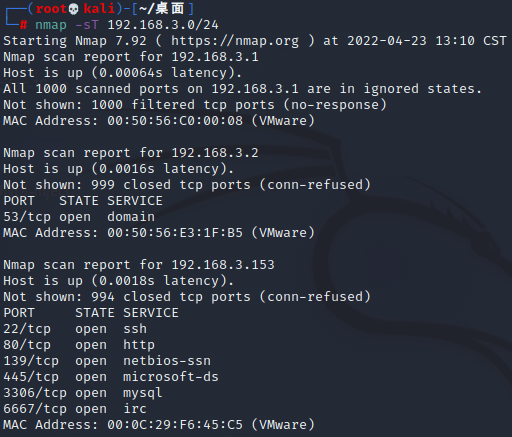 ┌──(root💀kali)-[~/桌面]
└─# nmap -sT 192.168.3.0/24
Starting Nmap 7.92 ( https://nmap.org ) at 2022-04-23 13:10 CST
Nmap scan report for 192.168.3.1
Host is up (0.00064s latency).
All 1000 scanned ports on 192.168.3.1 are in ignored states.
Not shown: 1000 filtered tcp ports (no-response)
MAC Address: 00:50:56:C0:00:08 (VMware)

Nmap scan report for 192.168.3.2
Host is up (0.0016s latency).
Not shown: 999 closed tcp ports (conn-refused)
PORT   STATE SERVICE
53/tcp open  domain
MAC Address: 00:50:56:E3:1F:B5 (VMware)

Nmap scan report for 192.168.3.153
Host is up (0.0018s latency).
Not shown: 994 closed tcp ports (conn-refused)
PORT     STATE SERVICE
22/tcp   open  ssh
80/tcp   open  http
139/tcp  open  netbios-ssn
445/tcp  open  microsoft-ds
3306/tcp open  mysql
6667/tcp open  irc
MAC Address: 00:0C:29:F6:45:C5 (VMware)